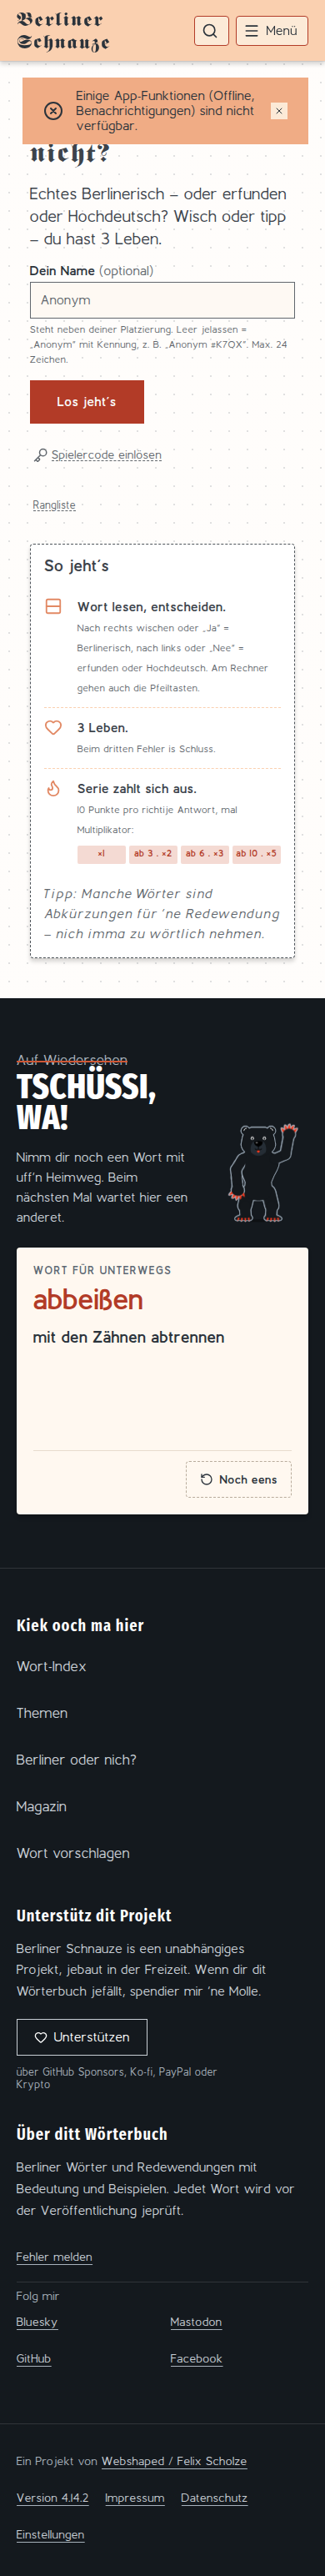 Berliner
Schnauze
Menü
Einige App-Funktionen (Offline,
Benachrichtigungen) sind nicht
verfügbar.
nicht?
Echtes Berlinerisch – oder erfunden
oder Hochdeutsch? Wisch oder tipp
– du hast 3 Leben.
Dein Name (optional)
Anonym
Steht neben deiner Platzierung. Leer jelassen =
„Anonym“ mit Kennung, z. B. „Anonym #K7QX“. Max. 24
Zeichen.
Los jeht´s
Spielercode einlösen
Rangliste
So jeht´s
Wort lesen, entscheiden.
Nach rechts wischen oder „Ja“ =
Berlinerisch, nach links oder „Nee“ =
erfunden oder Hochdeutsch. Am Rechner
gehen auch die Pfeiltasten.
3 Leben.
Beim dritten Fehler is Schluss.
Serie zahlt sich aus.
10 Punkte pro richtije Antwort, mal
Multiplikator:
×1
ab 3 · ×2
ab 6 · ×3
ab 10 · ×5
Tipp: Manche Wörter sind
Abkürzungen für ’ne Redewendung
– nich imma zu wörtlich nehmen.
Auf Wiedersehen
TSCHÜSSI,
WA!
Nimm dir noch een Wort mit
uff’n Heimweg. Beim
nächsten Mal wartet hier een
anderet.
WORT FÜR UNTERWEGS
abbeißen
mit den Zähnen abtrennen
Noch eens
Kiek ooch ma hier
Wort-Index
Themen
Berliner oder nich?
Magazin
Wort vorschlagen
Unterstütz dit Projekt
Berliner Schnauze is een unabhängiges
Projekt, jebaut in der Freizeit. Wenn dir dit
Wörterbuch jefällt, spendier mir ’ne Molle.
Unterstützen
über GitHub Sponsors, Ko-fi, PayPal oder
Krypto
Über ditt Wörterbuch
Berliner Wörter und Redewendungen mit
Bedeutung und Beispielen. Jedet Wort wird vor
der Veröffentlichung jeprüft.
Fehler melden
Folg mir
Bluesky
Mastodon
GitHub
Facebook
Ein Projekt von Webshaped / Felix Scholze
Version 4.14.2
Impressum
Datenschutz
Einstellungen